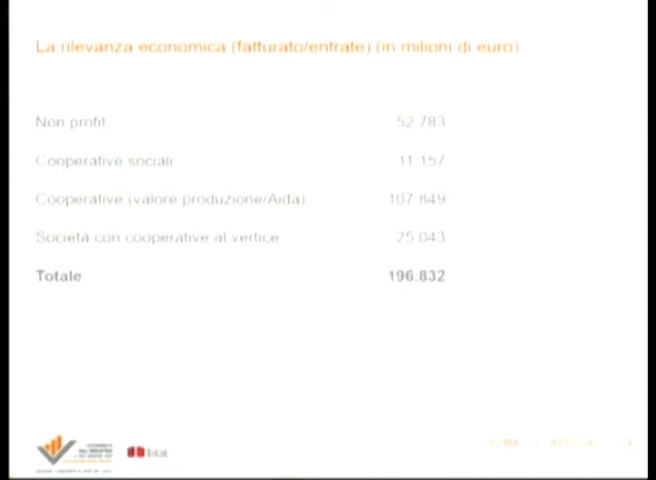 La rilevanza economica (fatturato/entrate) (in milioni di euro)
Non profit 52.783
Cooperative sociali 11.157
Cooperative (valore produzione/Aida) 107.849
Società con cooperative al vertice 25.043
Totale 196.832
Istat